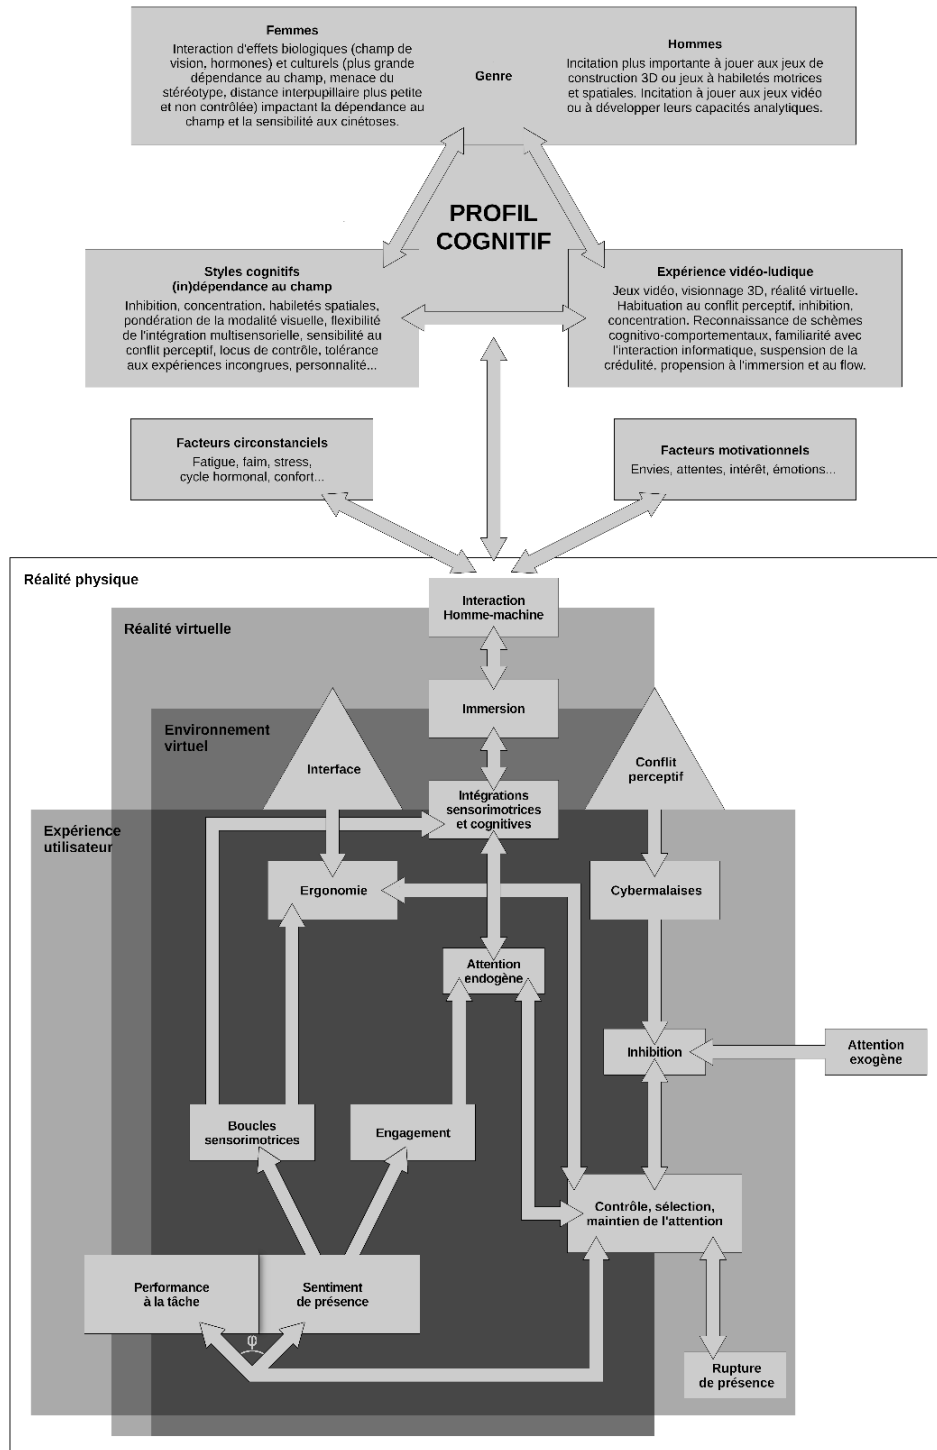 Femmes
Interaction d'effets biologiques (champ de
vision, hormones) et culturels (plus grande
dépendance au champ, menace du
stéréotype, distance interpupillaire plus petite
et non contrôlée) impactant la dépendance au
champ et la sensibilité aux cinétoses.
Genre
Hommes
Incitation plus importante à jouer aux jeux de
construction 3D ou jeux à habiletés motrices
et spatiales. Incitation à jouer aux jeux vidéo
ou à développer leurs capacités analytiques.
PROFIL
COGNITIF
Styles cognitifs
(in)dépendance au champ
Inhibition, concentration, habiletés spatiales,
pondération de la modalité visuelle, flexibilité
de l'intégration multisensorielle, sensibilité au
conflit perceptif, locus de contrôle, tolérance
aux expériences incongrues, personnalité...
Expérience vidéo-ludique
Jeux vidéo, visionnage 3D, réalité virtuelle.
Habituation au conflit perceptif, inhibition,
concentration. Reconnaissance de schèmes
cognitivo-comportementaux, familiarité avec
l'interaction informatique, suspension de la
crédulité, propension à l'immersion et au flow.
Facteurs circonstanciels
Fatigue, faim, stress,
cycle hormonal, confort...
Facteurs motivationnels
Envies, attentes, intérêt, émotions...
Réalité physique
Interaction
Homme-machine
Réalité virtuelle
Immersion
Environnement
virtuel
Interface
Conflit
perceptif
Intégrations
sensorimotrices
et cognitives
Expérience
utilisateur
Ergonomie
Cybermalaises
Attention
endogène
Inhibition
Attention
exogène
Boucles
sensorimotrices
Engagement
Contrôle, sélection,
maintien de l'attention
Performance
à la tâche
Sentiment
de présence
φ
Rupture
de présence